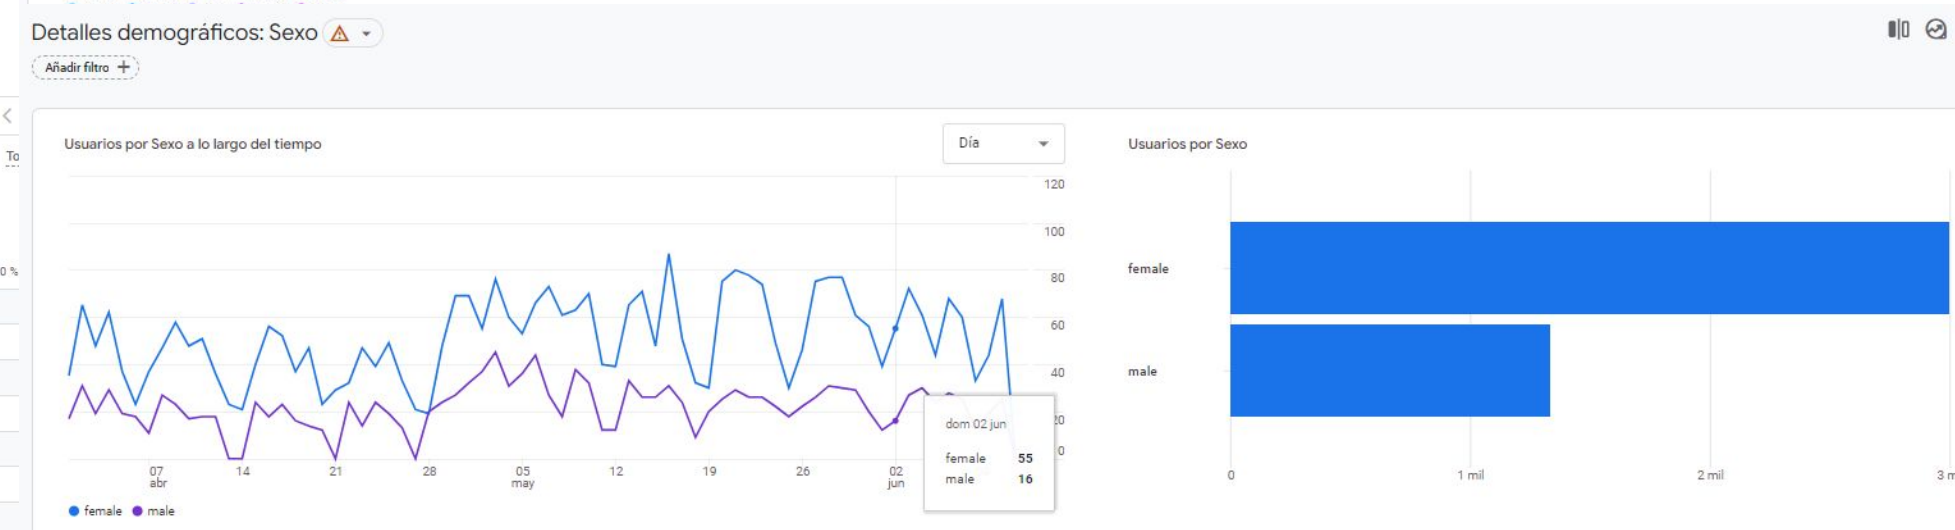 Detalles demográficos: Sexo
Añadir filtro +
To
0 %
Usuarios por Sexo a lo largo del tiempo
Día
120
100
80
60
40
20
0
07 abr
14
21
28
05 may
12
19
26
02 jun
dom 02 jun
female 55
male 16
female male
Usuarios por Sexo
female
male
0
1 mil
2 mil
3 m